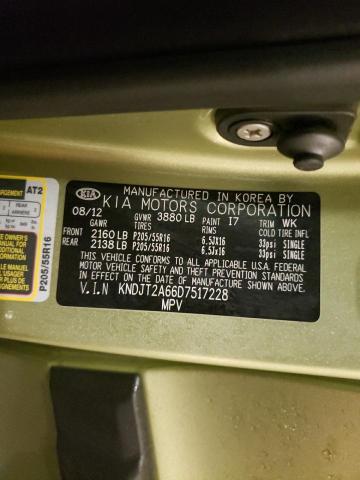 ARGEMENT AT2
P205/55R16
KIA
MANUFACTURED IN KOREA BY
KIA MOTORS CORPORATION
08/12 GVWR 3880 LB PAINT I7 TRIM WK
GAWR TIRES RIMS COLD TIRE INFL
FRONT 2160 LB P205/55R16 6.5JX16 33psi SINGLE
REAR 2138 LB P205/55R16 6.5JX16 33psi SINGLE
THIS VEHICLE CONFORMS TO ALL APPLICABLE U.S.A. FEDERAL
MOTOR VEHICLE SAFETY AND THEFT PREVENTION STANDARDS
IN EFFECT ON THE DATE OF MANUFACTURE SHOWN ABOVE.
V.I.N KNDJT2A66D7517228
MPV